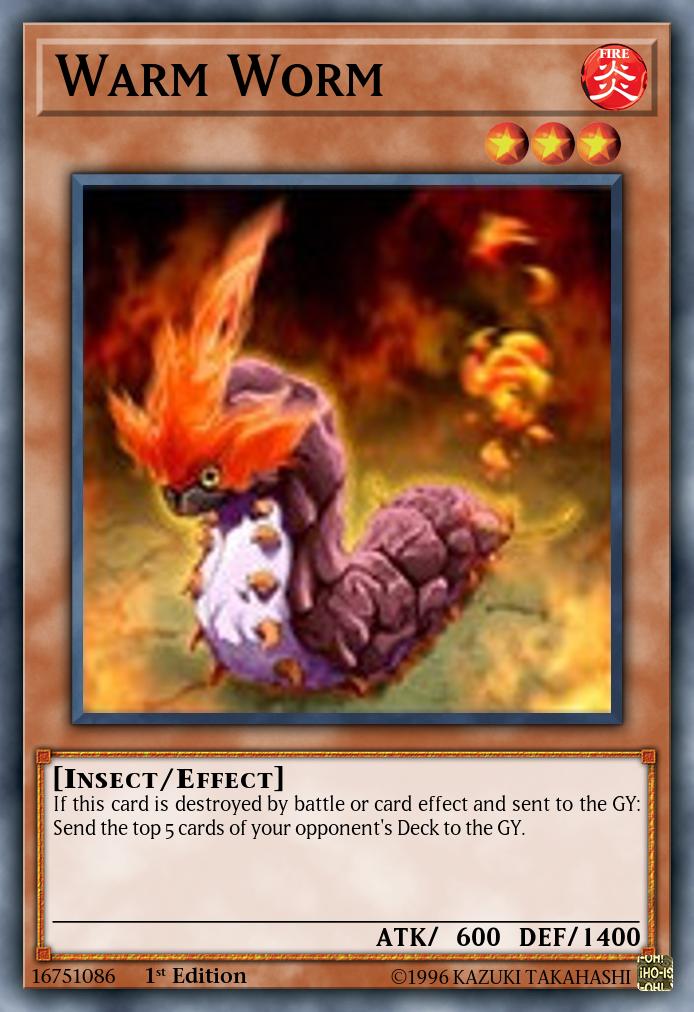 WARM WORM
FIRE
炎
[INSECT/EFFECT]
If this card is destroyed by battle or card effect and sent to the GY:
Send the top 5 cards of your opponent's Deck to the GY.
ATK/ 600 DEF/1400
16751086 1st Edition ©1996 KAZUKI TAKAHASHI